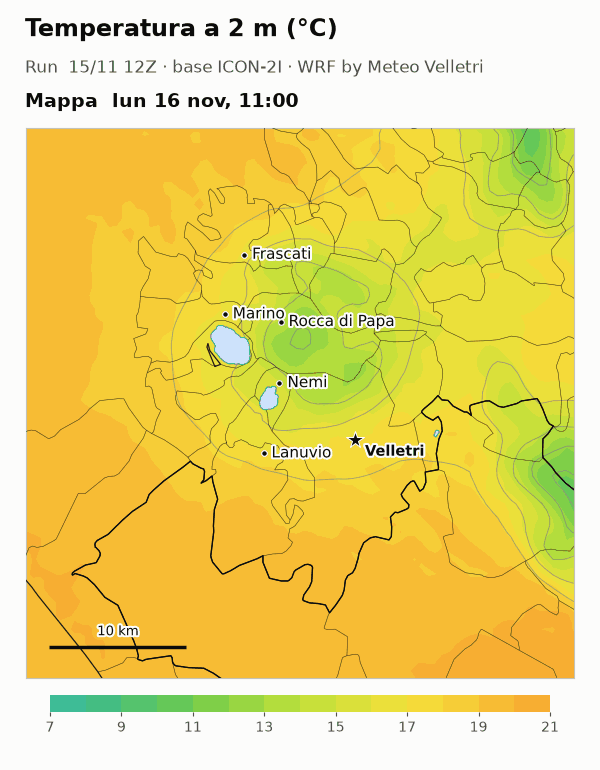 Temperatura a 2 m (°C)
Run  15/11 12Z · base ICON-2I · WRF by Meteo Velletri
Mappa  lun 16 nov, 11:00
Frascati
Marino
Rocca di Papa
Nemi
Velletri
Lanuvio
10 km
7 9 11 13 15 17 19 21